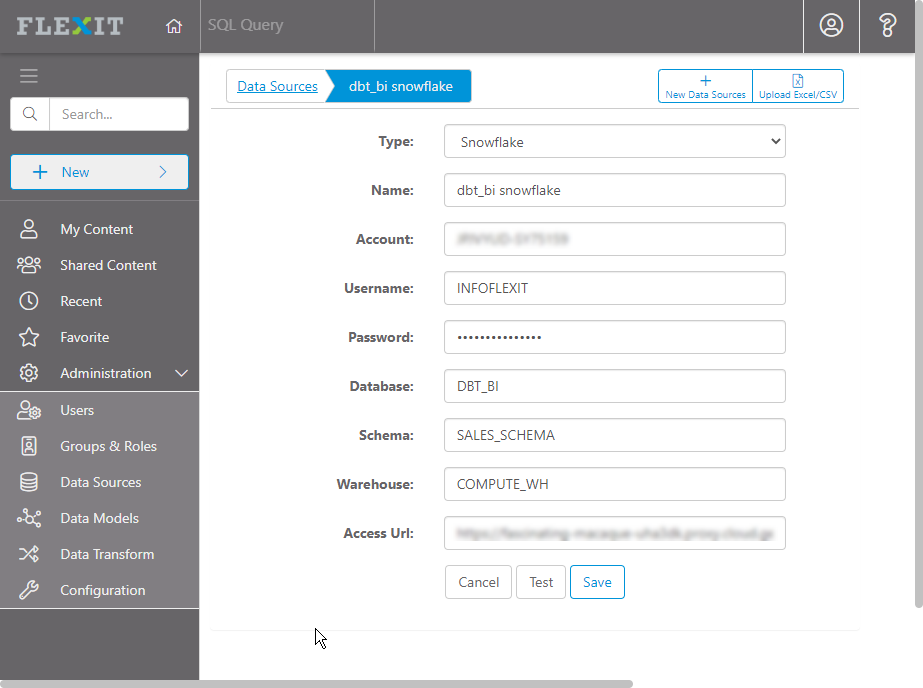 FLEXIT
SQL Query
Search...
New
My Content
Shared Content
Recent
Favorite
Administration
Users
Groups & Roles
Data Sources
Data Models
Data Transform
Configuration
Data Sources
dbt_bi snowflake
New Data Sources
Upload Excel/CSV
Type: Snowflake
Name: dbt_bi snowflake
Account:
Username: INFOFLEXIT
Password: •••••••••••••••
Database: DBT_BI
Schema: SALES_SCHEMA
Warehouse: COMPUTE_WH
Access Url:
Cancel Test Save